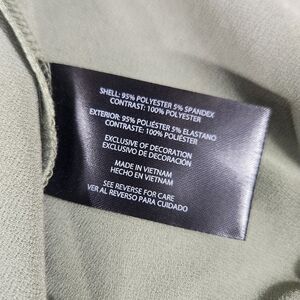 SHELL: 95% POLYESTER 5% SPANDEX
CONTRAST: 100% POLYESTER
EXTERIOR: 95% POLIÉSTER 5% ELASTANO
CONTRASTE: 100% POLIÉSTER
EXCLUSIVE OF DECORATION
EXCLUSIVO DE DECORACIÓN
MADE IN VIETNAM
HECHO EN VIETNAM
SEE REVERSE FOR CARE
VER AL REVERSO PARA CUIDADO